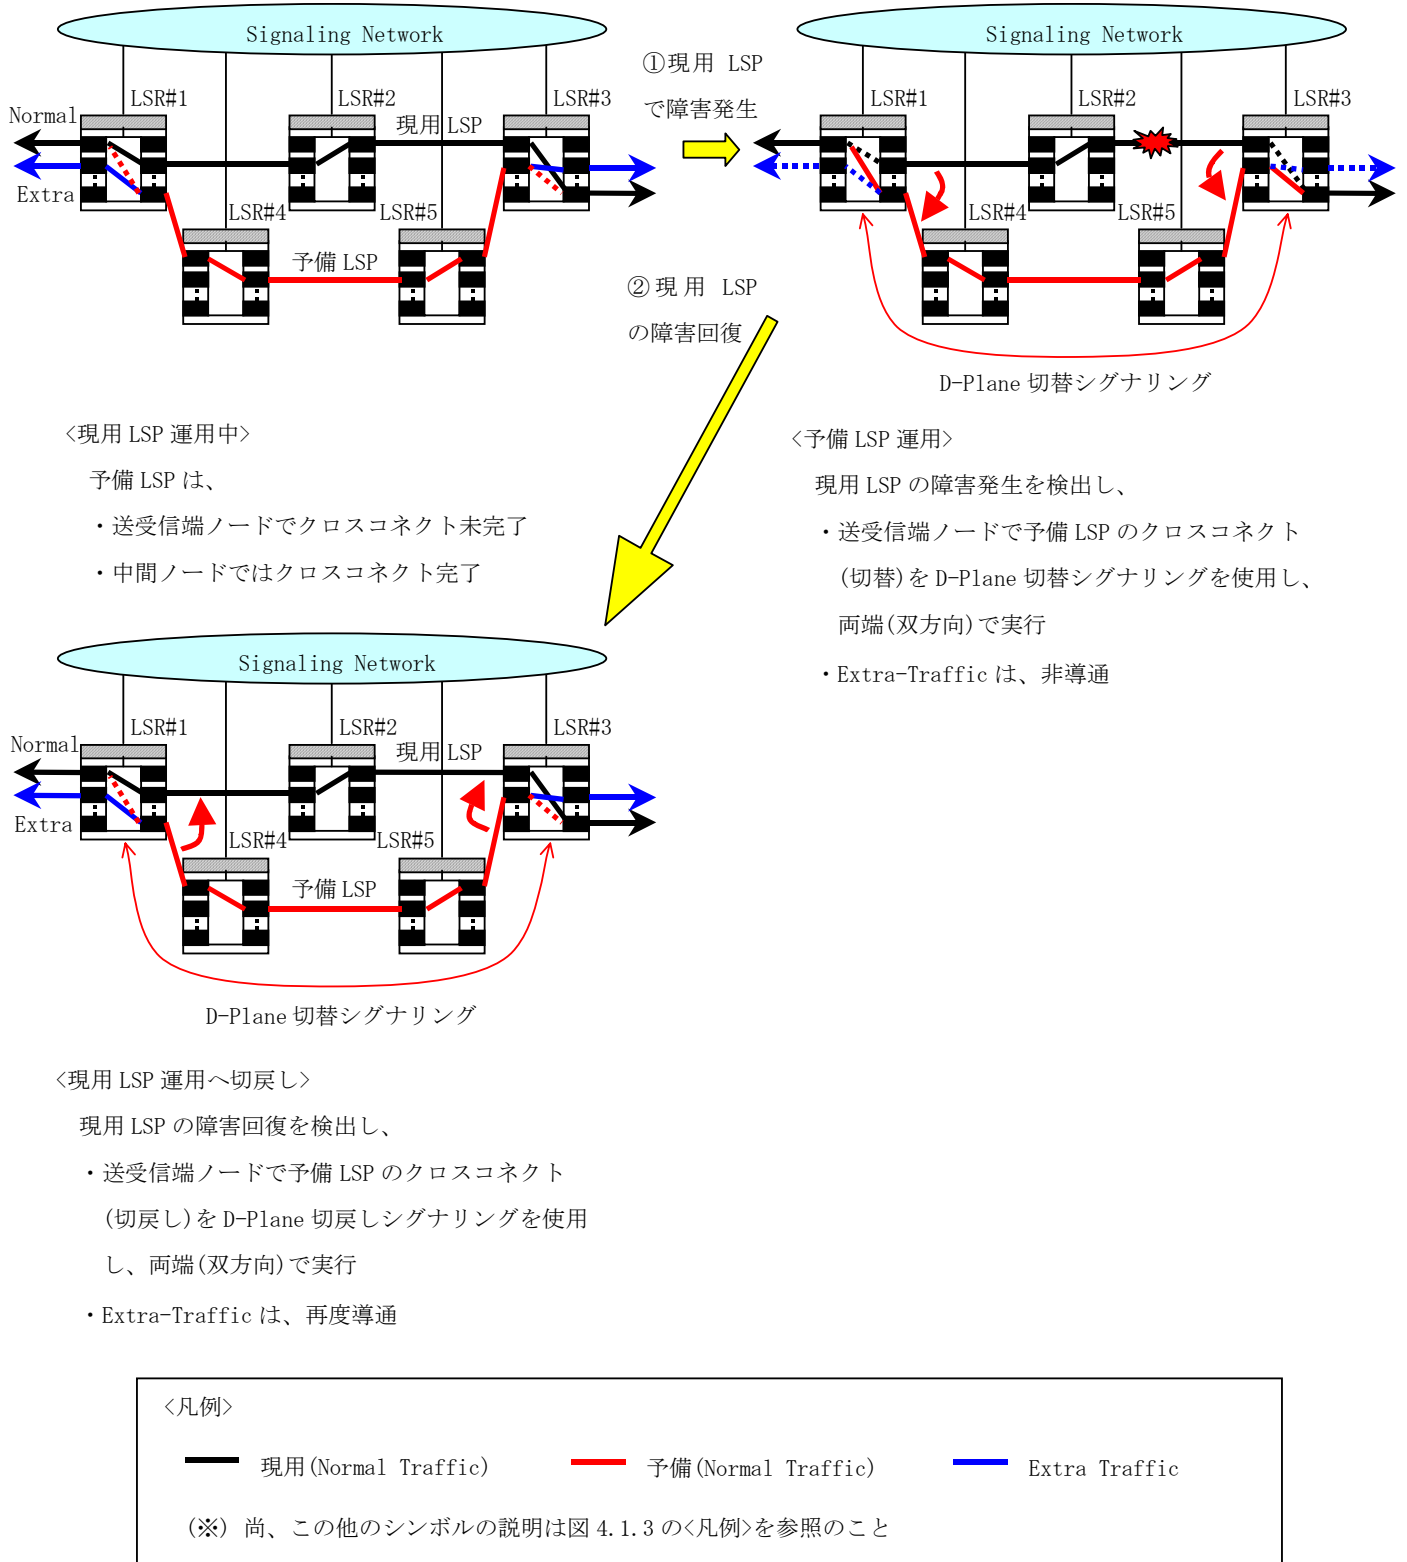 Signaling Network
LSR#1
LSR#2
LSR#3
Normal
現用 LSP
Extra
LSR#4
LSR#5
予備 LSP
①現用 LSP
で障害発生
Signaling Network
LSR#1
LSR#2
LSR#3
LSR#4
LSR#5
D-Plane 切替シグナリング
②現用 LSP
の障害回復
<現用 LSP 運用中>
予備 LSP は、
・送受信端ノードでクロスコネクト未完了
・中間ノードではクロスコネクト完了
<予備 LSP 運用>
現用 LSP の障害発生を検出し、
・送受信端ノードで予備 LSP のクロスコネクト
(切替)を D-Plane 切替シグナリングを使用し、
両端(双方向)で実行
・Extra-Traffic は、非導通
Signaling Network
LSR#1
LSR#2
LSR#3
Normal
現用 LSP
Extra
LSR#4
LSR#5
予備 LSP
D-Plane 切替シグナリング
<現用 LSP 運用へ切戻し>
現用 LSP の障害回復を検出し、
・送受信端ノードで予備 LSP のクロスコネクト
(切戻し)を D-Plane 切戻しシグナリングを使用
し、両端(双方向)で実行
・Extra-Traffic は、再度導通
<凡例>
現用(Normal Traffic)
予備(Normal Traffic)
Extra Traffic
(※) 尚、この他のシンボルの説明は図 4.1.3 の<凡例>を参照のこと